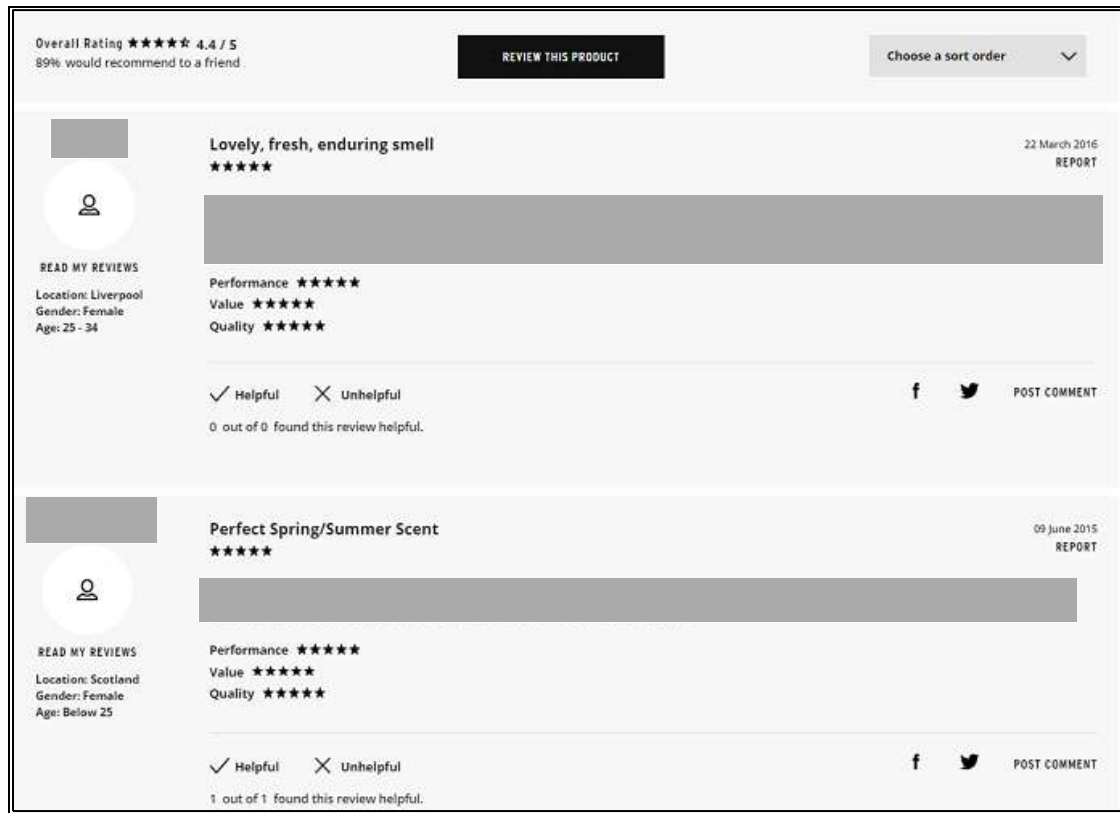 Overall Rating ★★★★⯪ 4.4 / 5
89% would recommend to a friend
REVIEW THIS PRODUCT
Choose a sort order
Lovely, fresh, enduring smell
★★★★★
22 March 2016
REPORT
READ MY REVIEWS
Location: Liverpool
Gender: Female
Age: 25 - 34
Performance ★★★★★
Value ★★★★★
Quality ★★★★★
Helpful Unhelpful
POST COMMENT
0 out of 0 found this review helpful.
Perfect Spring/Summer Scent
★★★★★
09 June 2015
REPORT
READ MY REVIEWS
Location: Scotland
Gender: Female
Age: Below 25
Performance ★★★★★
Value ★★★★★
Quality ★★★★★
Helpful Unhelpful
POST COMMENT
1 out of 1 found this review helpful.